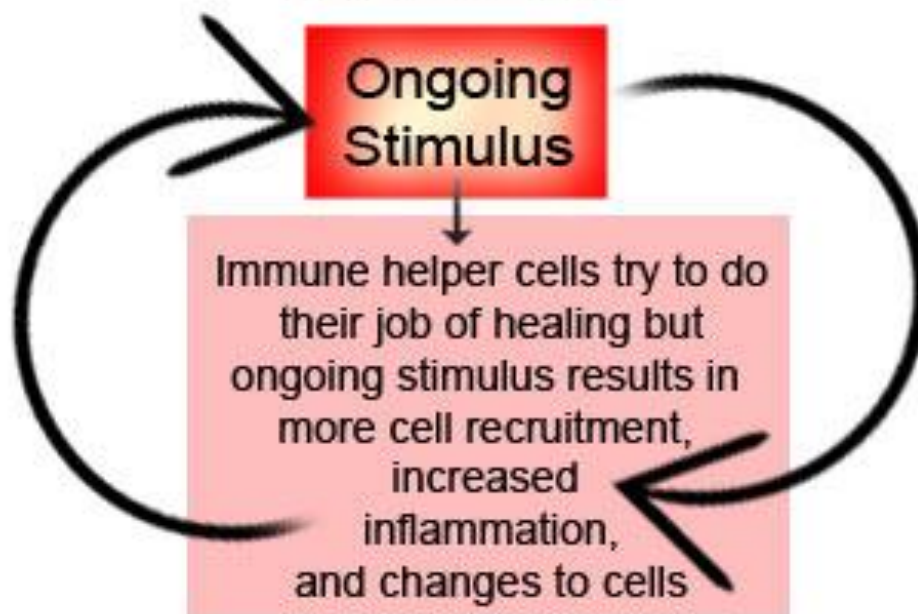 Ongoing
Stimulus
Immune helper cells try to do
their job of healing but
ongoing stimulus results in
more cell recruitment,
increased
inflammation,
and changes to cells